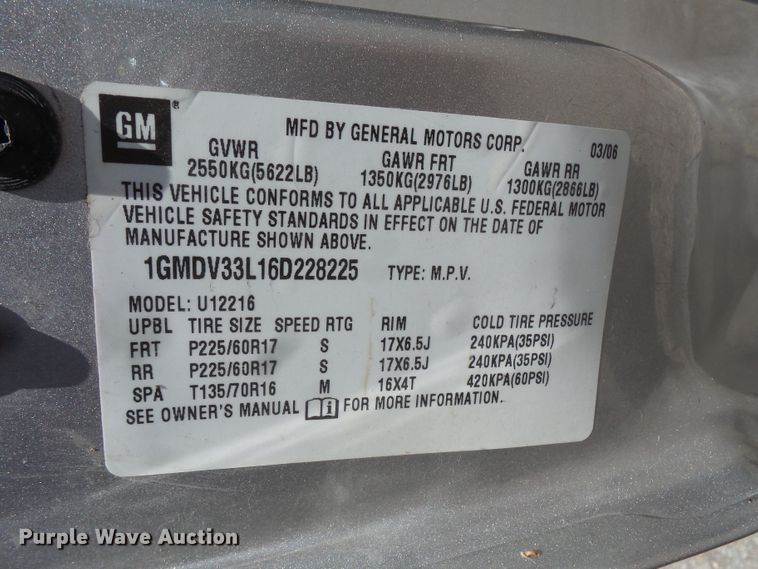 GM ®
MFD BY GENERAL MOTORS CORP.
03/06
GVWR GAWR FRT GAWR RR
2550KG(5622LB) 1350KG(2976LB) 1300KG(2866LB)
THIS VEHICLE CONFORMS TO ALL APPLICABLE U.S. FEDERAL MOTOR
VEHICLE SAFETY STANDARDS IN EFFECT ON THE DATE OF
MANUFACTURE SHOWN ABOVE.
1GMDV33L16D228225 TYPE: M.P.V.
MODEL: U12216
UPBL TIRE SIZE SPEED RTG RIM COLD TIRE PRESSURE
FRT P225/60R17 S 17X6.5J 240KPA(35PSI)
RR P225/60R17 S 17X6.5J 240KPA(35PSI)
SPA T135/70R16 M 16X4T 420KPA(60PSI)
SEE OWNER'S MANUAL i FOR MORE INFORMATION.
Purple Wave Auction